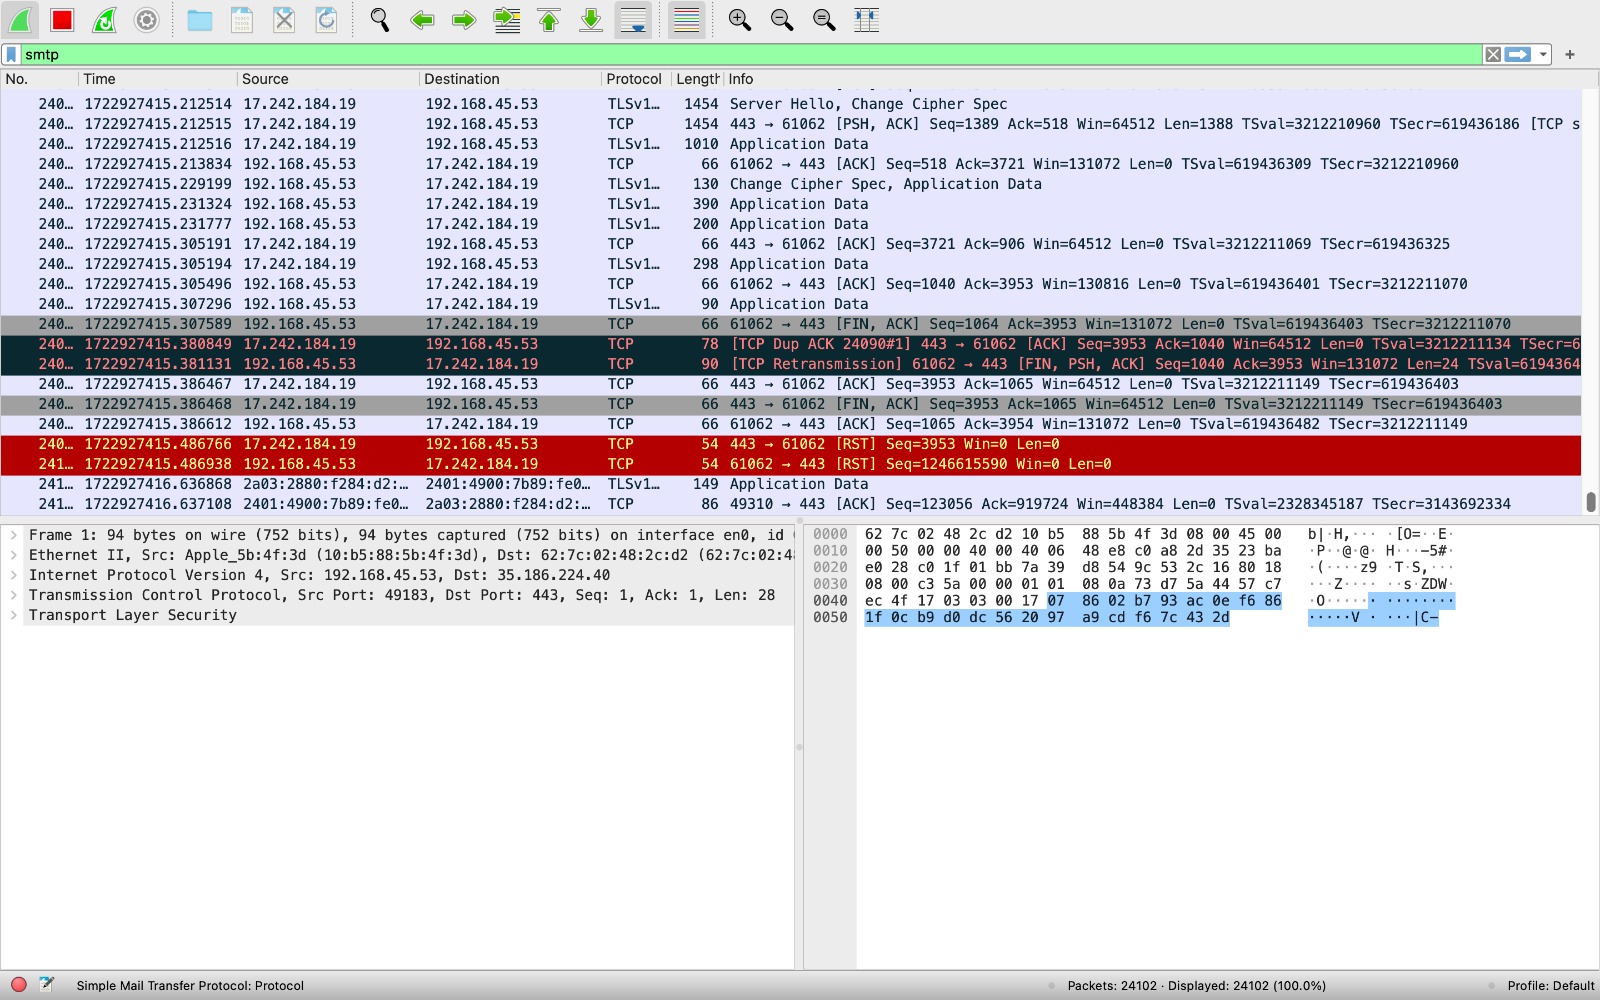 smtp
No. Time Source Destination Protocol Length Info
240… 1722927415.212514 17.242.184.19 192.168.45.53 TLSv1… 1454 Server Hello, Change Cipher Spec
240… 1722927415.212515 17.242.184.19 192.168.45.53 TCP 1454 443 → 61062 [PSH, ACK] Seq=1389 Ack=518 Win=64512 Len=1388 TSval=3212210960 TSecr=619436186 [TCP s
240… 1722927415.212516 17.242.184.19 192.168.45.53 TLSv1… 1010 Application Data
240… 1722927415.213834 192.168.45.53 17.242.184.19 TCP 66 61062 → 443 [ACK] Seq=518 Ack=3721 Win=131072 Len=0 TSval=619436309 TSecr=3212210960
240… 1722927415.229199 192.168.45.53 17.242.184.19 TLSv1… 130 Change Cipher Spec, Application Data
240… 1722927415.231324 192.168.45.53 17.242.184.19 TLSv1… 390 Application Data
240… 1722927415.231777 192.168.45.53 17.242.184.19 TLSv1… 200 Application Data
240… 1722927415.305191 17.242.184.19 192.168.45.53 TCP 66 443 → 61062 [ACK] Seq=3721 Ack=906 Win=64512 Len=0 TSval=3212211069 TSecr=619436325
240… 1722927415.305194 17.242.184.19 192.168.45.53 TLSv1… 298 Application Data
240… 1722927415.305496 192.168.45.53 17.242.184.19 TCP 66 61062 → 443 [ACK] Seq=1040 Ack=3953 Win=130816 Len=0 TSval=619436401 TSecr=3212211070
240… 1722927415.307296 192.168.45.53 17.242.184.19 TLSv1… 90 Application Data
240… 1722927415.307589 192.168.45.53 17.242.184.19 TCP 66 61062 → 443 [FIN, ACK] Seq=1064 Ack=3953 Win=131072 Len=0 TSval=619436403 TSecr=3212211070
240… 1722927415.380849 17.242.184.19 192.168.45.53 TCP 78 [TCP Dup ACK 24090#1] 443 → 61062 [ACK] Seq=3953 Ack=1040 Win=64512 Len=0 TSval=3212211134 TSecr=6
240… 1722927415.381131 192.168.45.53 17.242.184.19 TCP 90 [TCP Retransmission] 61062 → 443 [FIN, PSH, ACK] Seq=1040 Ack=3953 Win=131072 Len=24 TSval=6194364
240… 1722927415.386467 17.242.184.19 192.168.45.53 TCP 66 443 → 61062 [ACK] Seq=3953 Ack=1065 Win=64512 Len=0 TSval=3212211149 TSecr=619436403
240… 1722927415.386468 17.242.184.19 192.168.45.53 TCP 66 443 → 61062 [FIN, ACK] Seq=3953 Ack=1065 Win=64512 Len=0 TSval=3212211149 TSecr=619436403
240… 1722927415.386612 192.168.45.53 17.242.184.19 TCP 66 61062 → 443 [ACK] Seq=1065 Ack=3954 Win=131072 Len=0 TSval=619436482 TSecr=3212211149
240… 1722927415.486766 17.242.184.19 192.168.45.53 TCP 54 443 → 61062 [RST] Seq=3953 Win=0 Len=0
241… 1722927415.486938 192.168.45.53 17.242.184.19 TCP 54 61062 → 443 [RST] Seq=1246615590 Win=0 Len=0
241… 1722927416.636868 2a03:2880:f284:d2:… 2401:4900:7b89:fe0… TLSv1… 149 Application Data
241… 1722927416.637108 2401:4900:7b89:fe0… 2a03:2880:f284:d2:… TCP 86 49310 → 443 [ACK] Seq=123056 Ack=919724 Win=448384 Len=0 TSval=2328345187 TSecr=3143692334
Frame 1: 94 bytes on wire (752 bits), 94 bytes captured (752 bits) on interface en0, id
Ethernet II, Src: Apple_5b:4f:3d (10:b5:88:5b:4f:3d), Dst: 62:7c:02:48:2c:d2 (62:7c:02:48
Internet Protocol Version 4, Src: 192.168.45.53, Dst: 35.186.224.40
Transmission Control Protocol, Src Port: 49183, Dst Port: 443, Seq: 1, Ack: 1, Len: 28
Transport Layer Security
0000 62 7c 02 48 2c d2 10 b5 88 5b 4f 3d 08 00 45 00 b|·H,··· ·[O=··E·
0010 00 50 00 00 40 00 40 06 48 e8 c0 a8 2d 35 23 ba ·P··@·@· H···-5#·
0020 e0 28 c0 1f 01 bb 7a 39 d8 54 9c 53 2c 16 80 18 ·(····z9 ·T·S,···
0030 08 00 c3 5a 00 00 01 01 08 0a 73 d7 5a 44 57 c7 ···Z···· ··s·ZDW·
0040 ec 4f 17 03 03 00 17 07 86 02 b7 93 ac 0e f6 86 ·O······ ········
0050 1f 0c b9 d0 dc 56 20 97 a9 cd f6 7c 43 2d ·····V · ···|C-
Simple Mail Transfer Protocol: Protocol
Packets: 24102 · Displayed: 24102 (100.0%)
Profile: Default